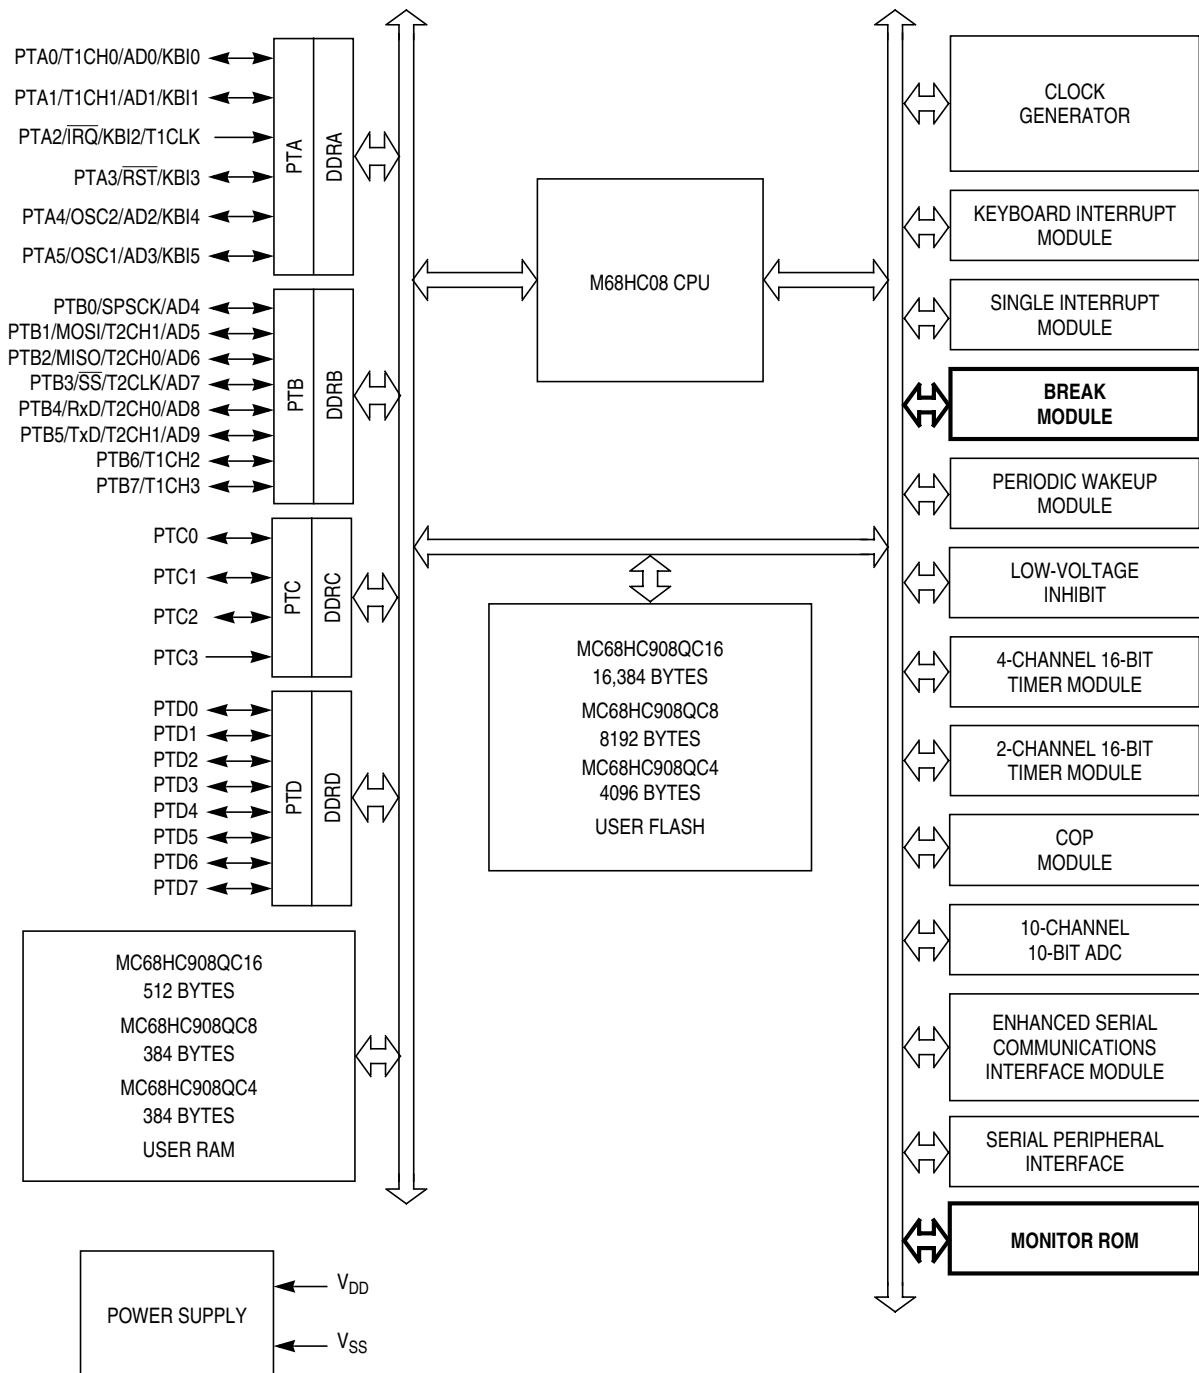 PTA0/T1CH0/AD0/KBI0
PTA1/T1CH1/AD1/KBI1
PTA2/IRQ/KBI2/T1CLK
PTA3/RST/KBI3
PTA4/OSC2/AD2/KBI4
PTA5/OSC1/AD3/KBI5
PTA
DDRA
PTB0/SPSCK/AD4
PTB1/MOSI/T2CH1/AD5
PTB2/MISO/T2CH0/AD6
PTB3/SS/T2CLK/AD7
PTB4/RxD/T2CH0/AD8
PTB5/TxD/T2CH1/AD9
PTB6/T1CH2
PTB7/T1CH3
PTB
DDRB
PTC0
PTC1
PTC2
PTC3
PTC
DDRC
PTD0
PTD1
PTD2
PTD3
PTD4
PTD5
PTD6
PTD7
PTD
DDRD
MC68HC908QC16
512 BYTES
MC68HC908QC8
384 BYTES
MC68HC908QC4
384 BYTES
USER RAM
POWER SUPPLY
VDD
VSS
M68HC08 CPU
MC68HC908QC16
16,384 BYTES
MC68HC908QC8
8192 BYTES
MC68HC908QC4
4096 BYTES
USER FLASH
CLOCK
GENERATOR
KEYBOARD INTERRUPT
MODULE
SINGLE INTERRUPT
MODULE
BREAK
MODULE
PERIODIC WAKEUP
MODULE
LOW-VOLTAGE
INHIBIT
4-CHANNEL 16-BIT
TIMER MODULE
2-CHANNEL 16-BIT
TIMER MODULE
COP
MODULE
10-CHANNEL
10-BIT ADC
ENHANCED SERIAL
COMMUNICATIONS
INTERFACE MODULE
SERIAL PERIPHERAL
INTERFACE
MONITOR ROM